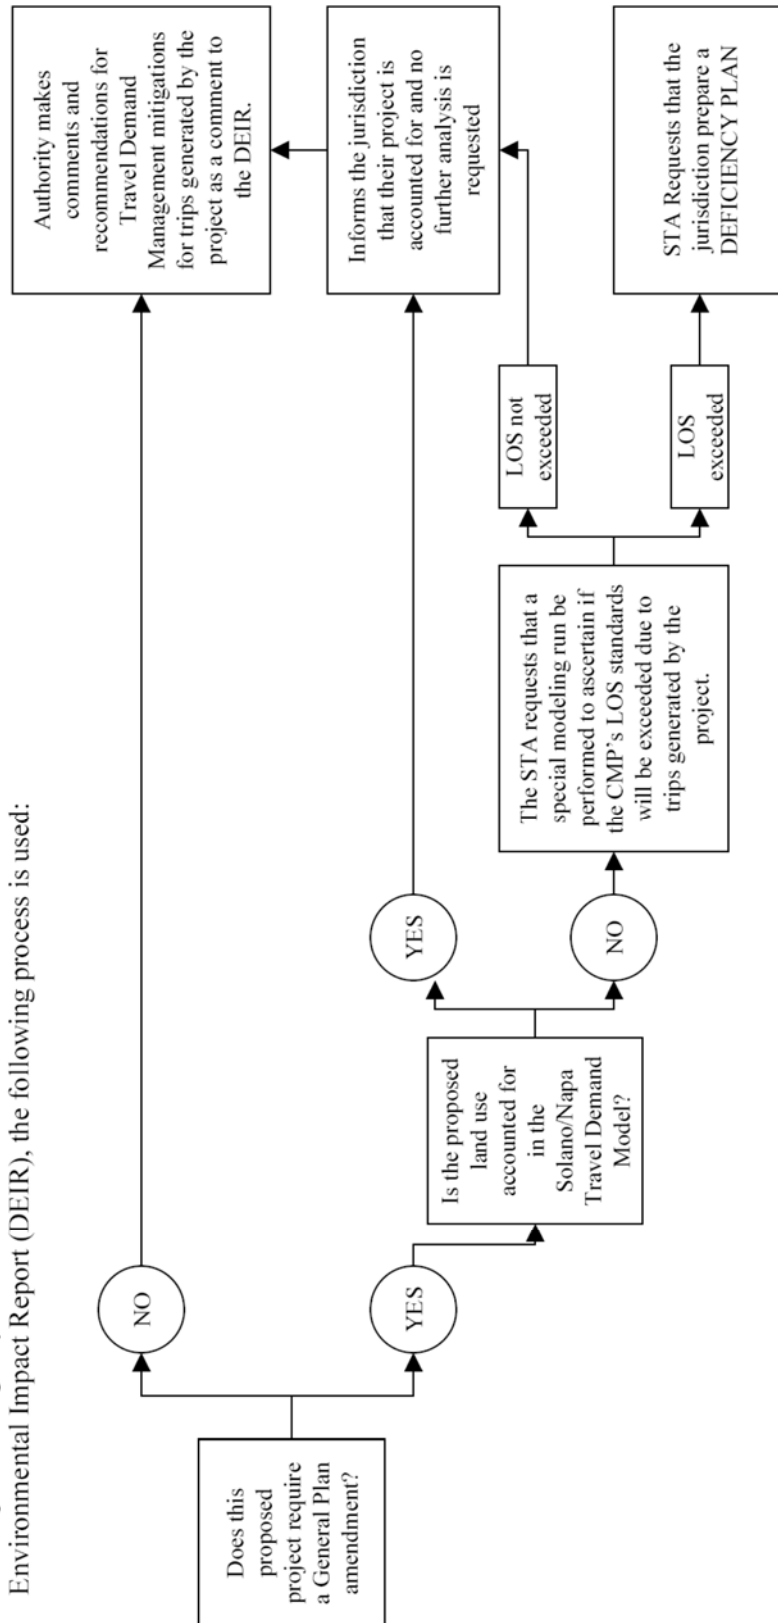 Environmental Impact Report (DEIR), the following process is used:
Does this
proposed
project require
a General Plan
amendment?
NO
YES
Is the proposed
land use
accounted for
in the
Solano/Napa
Travel Demand
Model?
YES
NO
The STA requests that a
special modeling run be
performed to ascertain if
the CMP's LOS standards
will be exceeded due to
trips generated by the
project.
LOS not
exceeded
LOS
exceeded
Authority makes
comments and
recommendations for
Travel Demand
Management mitigations
for trips generated by the
project as a comment to
the DEIR.
Informs the jurisdiction
that their project is
accounted for and no
further analysis is
requested
STA Requests that the
jurisdiction prepare a
DEFICIENCY PLAN